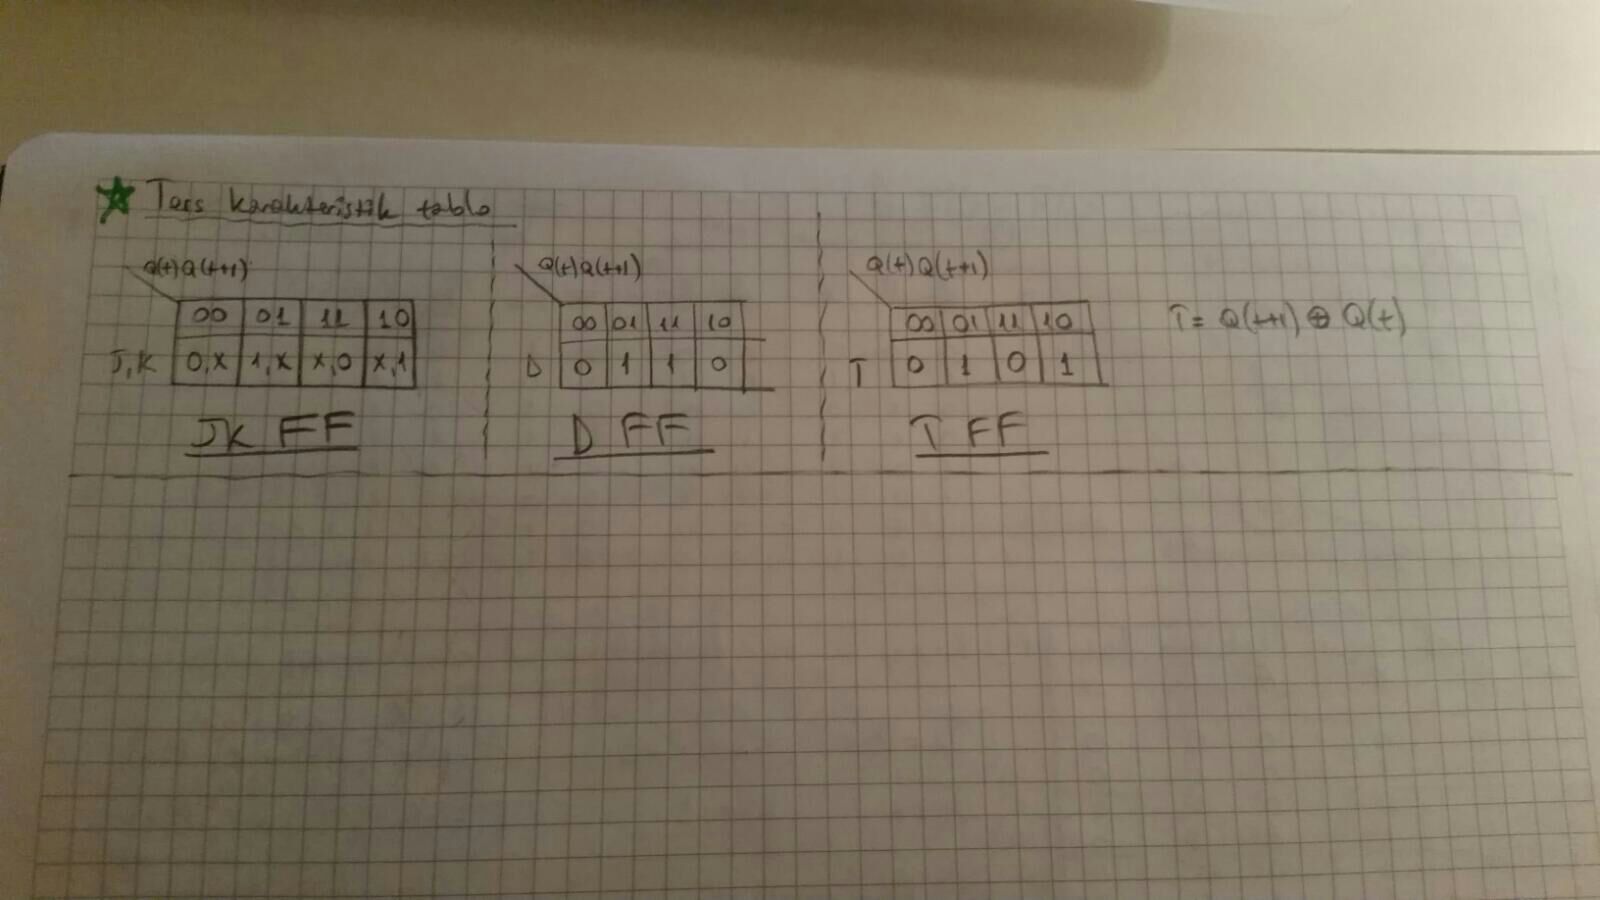 Ters karakteristik tablo
Q(t)Q(t+1)
00 01 11 10
J,K 0,x 1,x x,0 x,1
JK FF
Q(t)Q(t+1)
00 01 11 10
D 0 1 1 0
D FF
Q(t)Q(t+1)
00 01 11 10
T 0 1 0 1
T FF
T = Q(t+1) ⊕ Q(t)